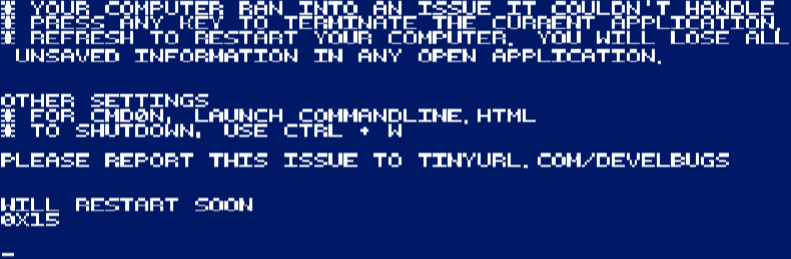 * YOUR COMPUTER RAN INTO AN ISSUE IT COULDN'T HANDLE
* PRESS ANY KEY TO TERMINATE THE CURRENT APPLICATION.
* REFRESH TO RESTART YOUR COMPUTER. YOU WILL LOSE ALL
UNSAVED INFORMATION IN ANY OPEN APPLICATION.
OTHER SETTINGS
* FOR CMD0N, LAUNCH COMMANDLINE.HTML
* TO SHUTDOWN, USE CTRL + W
PLEASE REPORT THIS ISSUE TO TINYURL.COM/DEVELBUGS
WILL RESTART SOON
0X15
_